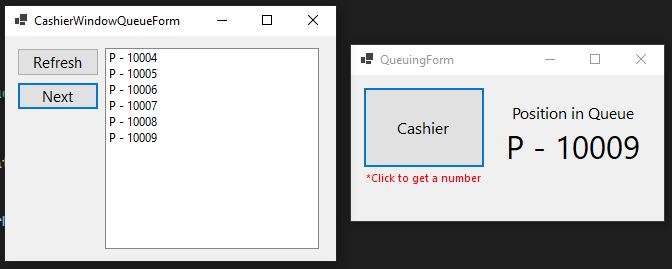 CashierWindowQueueForm
Refresh
Next
P - 10004
P - 10005
P - 10006
P - 10007
P - 10008
P - 10009
QueuingForm
Cashier
*Click to get a number
Position in Queue
P - 10009